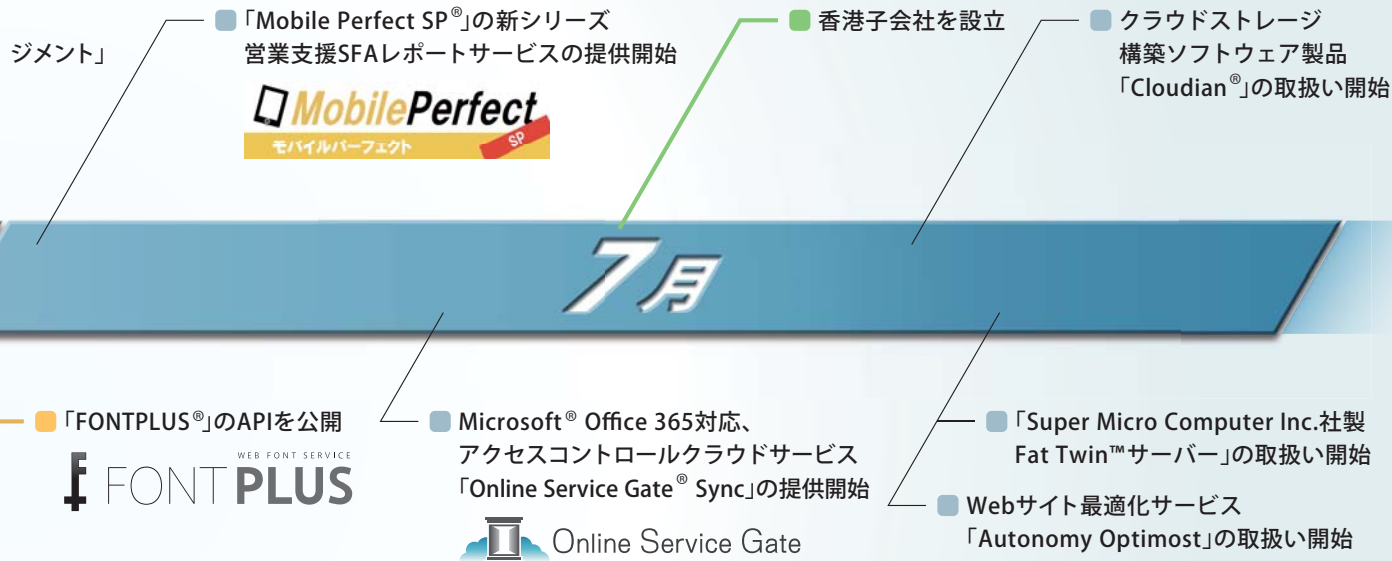 ジメント」
「Mobile Perfect SP®」の新シリーズ
営業支援SFAレポートサービスの提供開始
MobilePerfect
モバイルパーフェクト
SP
香港子会社を設立
クラウドストレージ
構築ソフトウェア製品
「Cloudian®」の取扱い開始
7月
「FONTPLUS®」のAPIを公開
WEB FONT SERVICE
FONTPLUS
Microsoft® Office 365対応、
アクセスコントロールクラウドサービス
「Online Service Gate® Sync」の提供開始
Online Service Gate
「Super Micro Computer Inc.社製
Fat Twin™サーバー」の取扱い開始
Webサイト最適化サービス
「Autonomy Optimost」の取扱い開始